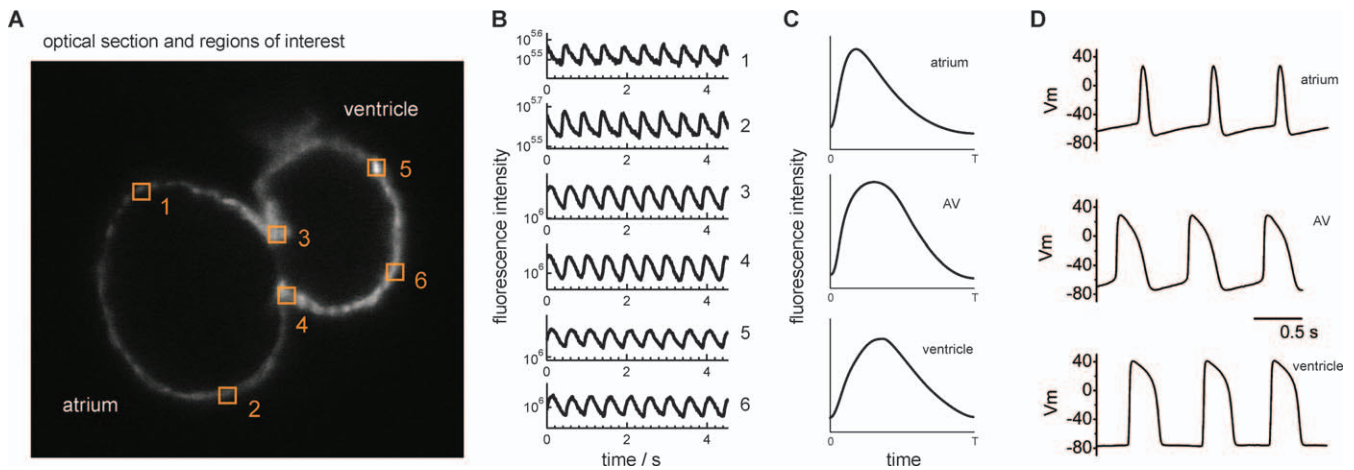 A
optical section and regions of interest
ventricle
1
5
3
6
4
2
atrium
B
fluorescence intensity
10^56
10^55
0 2 4
1
10^57
10^55
0 2 4
2
10^6
0 2 4
3
10^6
0 2 4
4
10^6
0 2 4
5
10^6
0 2 4
6
time / s
C
fluorescence intensity
atrium
0 T
AV
0 T
ventricle
0 T
time
D
Vm
40
0
-40
-80
atrium
Vm
40
0
-40
-80
AV
0.5 s
Vm
40
0
-40
-80
ventricle